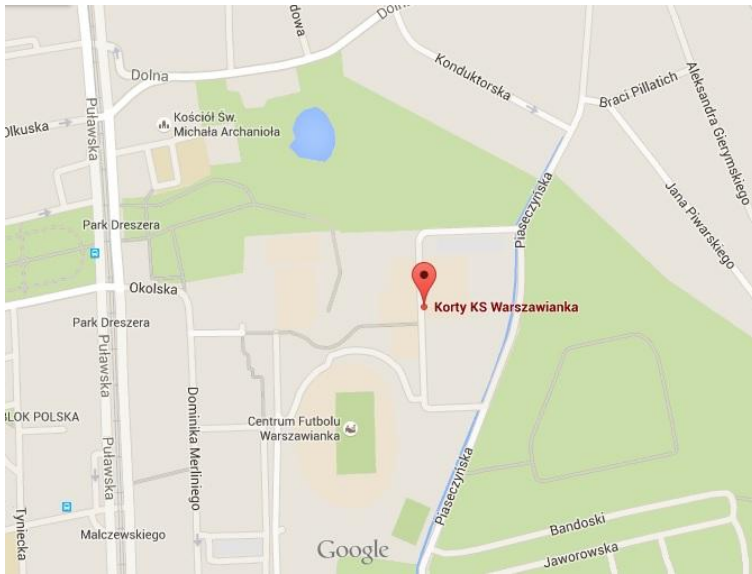 Dolna
Konduktorska
Braci Pillatich
Aleksandra Gierymskiego
Dolna
Puławska
Kościół Św.
Michała Archanioła
Piaseczyńska
Jana Piwarskiego
Park Dreszera
Okolska
Korty KS Warszawianka
Park Dreszera
Puławska
Dominika Merliniego
Centrum Futbolu
Warszawianka
BLOK POLSKA
Puławska
Piaseczyńska
Tyniecka
Malczewskiego
Google
Bandoski
Jaworowska